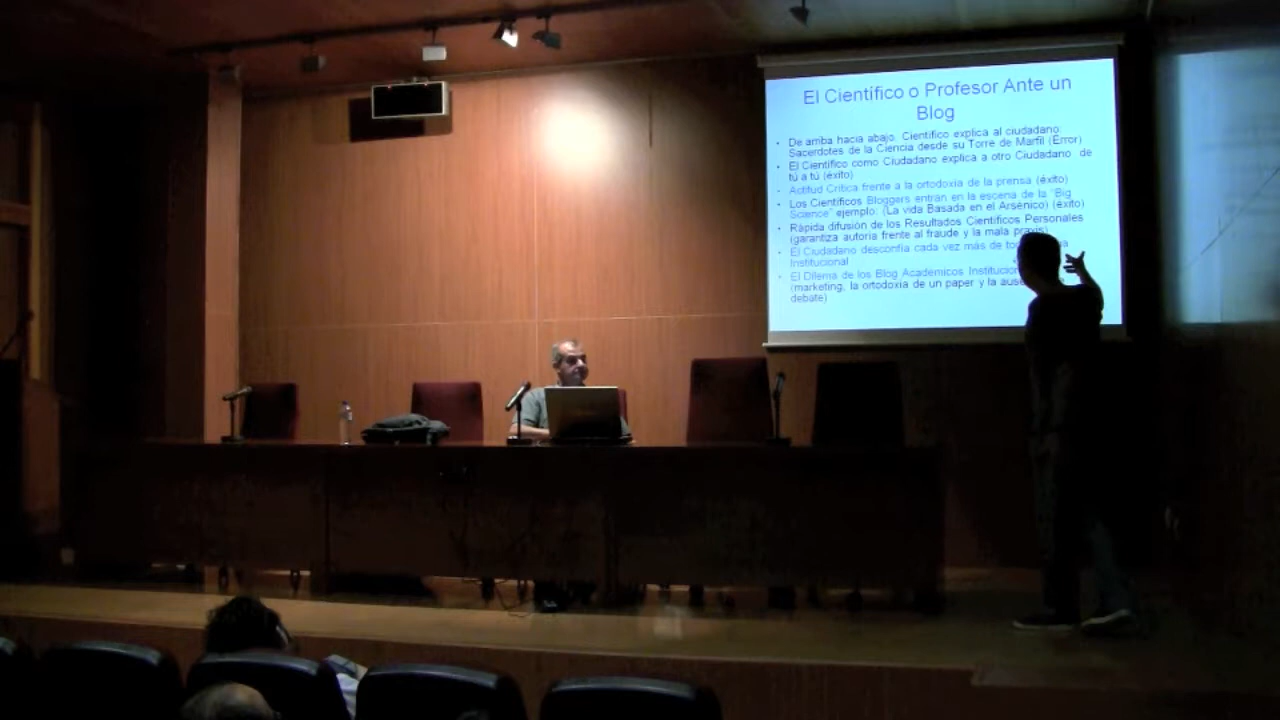 El Científico o Profesor Ante un
Blog
• De arriba hacia abajo. Científico explica al ciudadano
Sacerdotes de la Ciencia desde su Torre de Marfil (Error)
• El Científico como Ciudadano explica a otro Ciudadano de
tú a tú (éxito)
• Actitud Critica frente a la ortodoxia de la prensa (éxito)
• Los Científicos Bloggers entran en la escena de la "Big
Science" ejemplo: (La vida Basada en el Arsénico) (éxito)
• Rápida difusión de los Resultados Científicos Personales
(garantiza autoria frente al fraude y la mala praxis)
• El Ciudadano desconfía cada vez más de
Institucional
• El Dilema de los Blog Academicos
(marketing, la ortodoxia de un paper y la
debate)